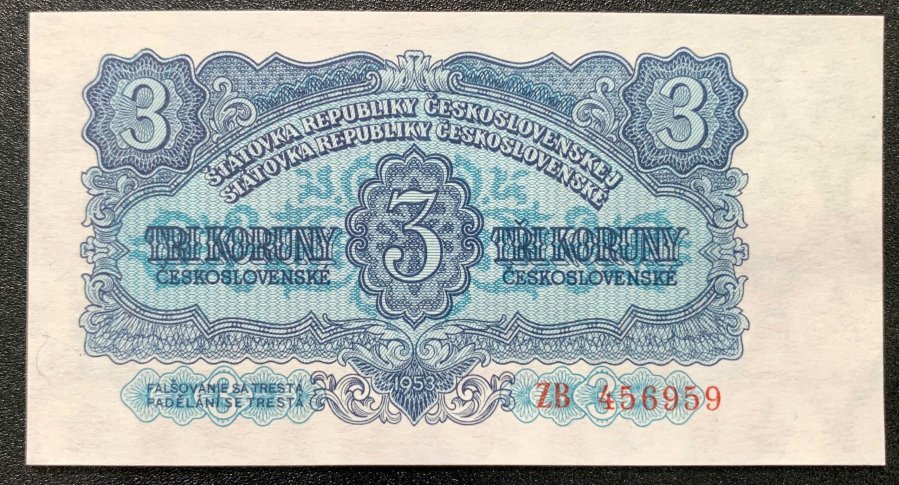 3 3
ŠTÁTOVKA REPUBLIKY ČESKOSLOVENSKEJ
STÁTOVKA REPUBLIKY ČESKOSLOVENSKÉ
3
TRI KORUNY
ČESKOSLOVENSKÉ
TŘI KORUNY
ČESKOSLOVENSKÉ
1953
FALŠOVANIE SA TRESTÁ
PADĚLÁNÍ SE TRESTÁ
ZB 456959